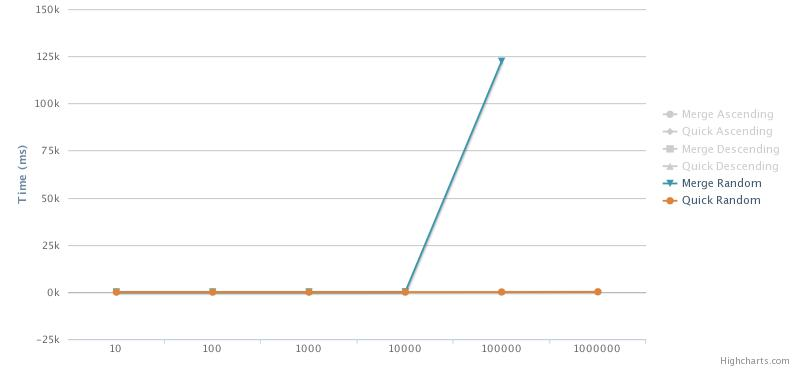 150k
125k
100k
75k
50k
25k
0k
-25k
Time (ms)
10 100 1000 10000 100000 1000000
Merge Ascending
Quick Ascending
Merge Descending
Quick Descending
Merge Random
Quick Random
Highcharts.com